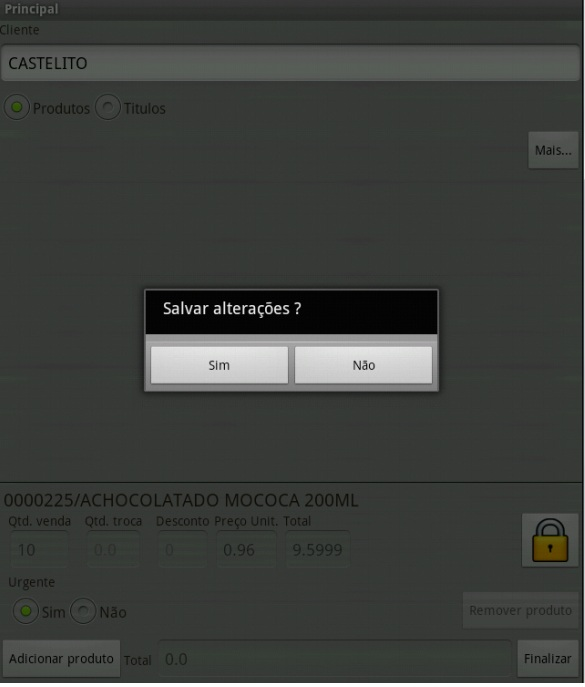 Principal
Cliente
CASTELITO
Produtos Titulos
Mais...
Salvar alterações ?
Sim Não
0000225/ACHOCOLATADO MOCOCA 200ML
Qtd. venda Qtd. troca Desconto Preço Unit. Total
10 0.0 0 0.96 9.5999
Urgente
Sim Não
Remover produto
Adicionar produto Total 0.0 Finalizar